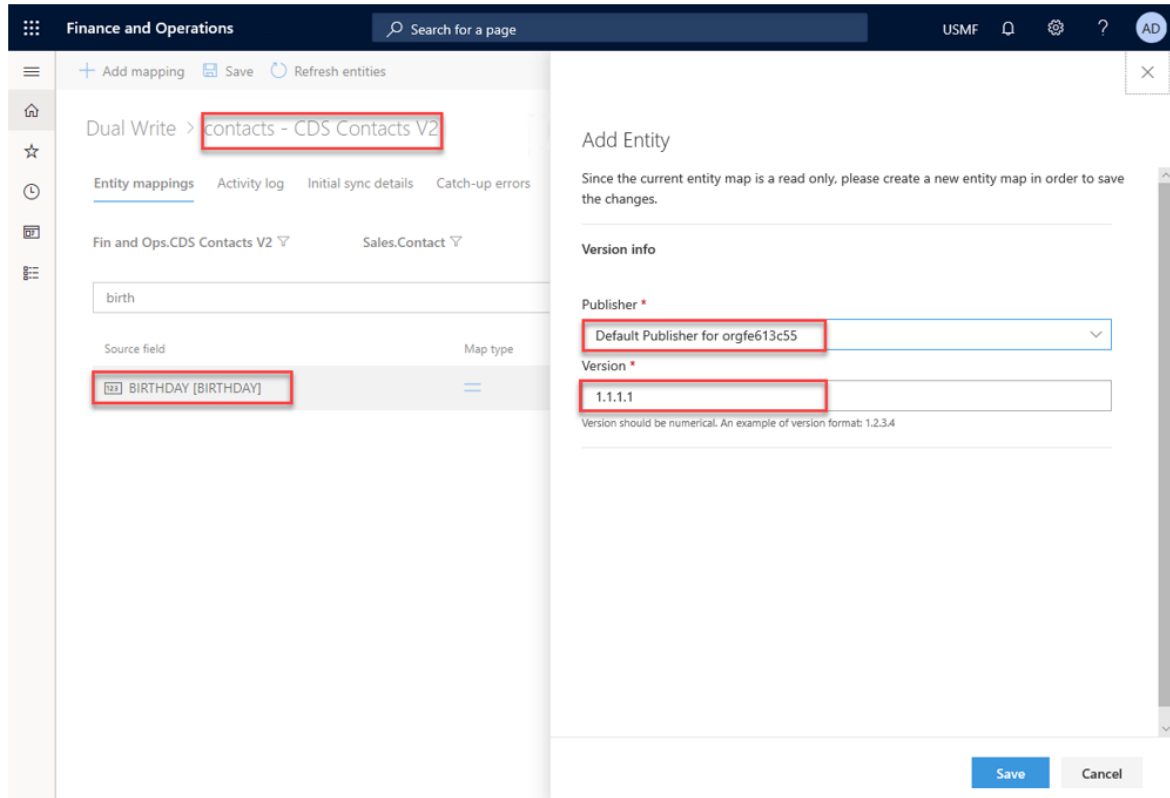 Finance and Operations
Search for a page
USMF
?
AD
Add mapping Save Refresh entities
Dual Write > contacts - CDS Contacts V2
Entity mappings Activity log Initial sync details Catch-up errors
Fin and Ops.CDS Contacts V2 Sales.Contact
birth
Source field Map type
123 BIRTHDAY [BIRTHDAY] =
Add Entity
Since the current entity map is a read only, please create a new entity map in order to save
the changes.
Version info
Publisher *
Default Publisher for orgfe613c55
Version *
1.1.1.1
Version should be numerical. An example of version format: 1.2.3.4
Save Cancel